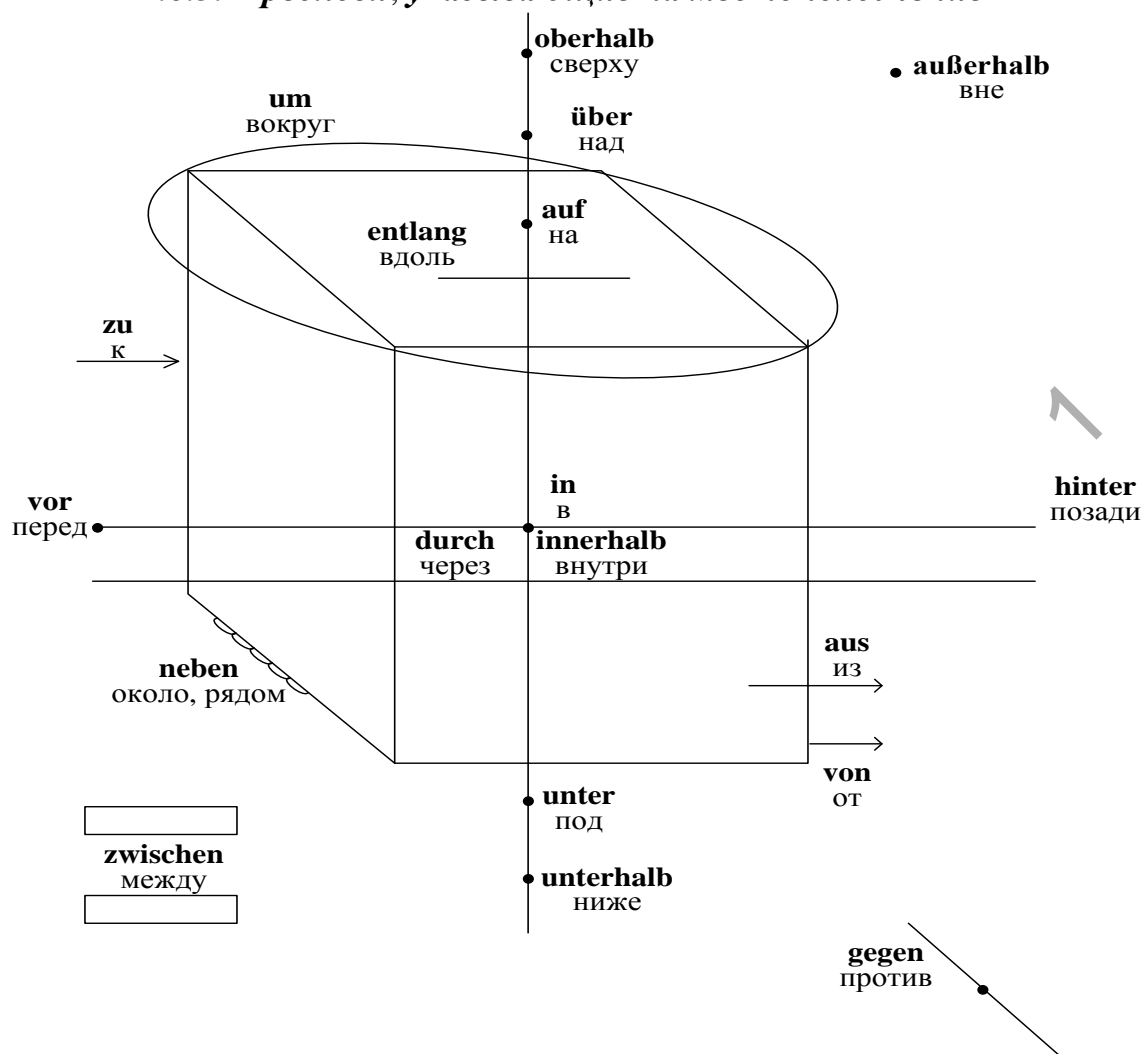 oberhalb
сверху
außerhalb
вне
um
вокруг
über
над
auf
на
entlang
вдоль
zu
к
in
в
hinter
позади
vor
перед
durch
через
innerhalb
внутри
aus
из
neben
около, рядом
von
от
unter
под
zwischen
между
unterhalb
ниже
gegen
против